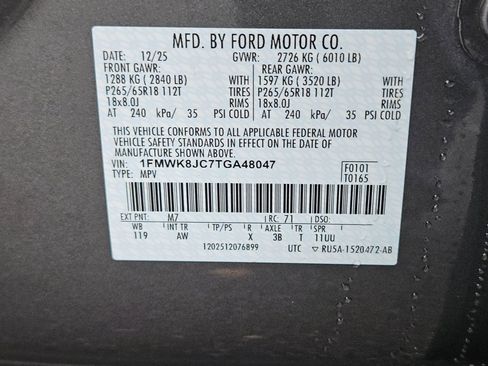 MFD. BY FORD MOTOR CO.
DATE: 12/25 GVWR: 2726 KG (6010 LB)
FRONT GAWR: REAR GAWR:
1288 KG (2840 LB) WITH 1597 KG (3520 LB) WITH
P265/65R18 112T TIRES P265/65R18 112T TIRES
18x8.0J RIMS 18x8.0J RIMS
AT 240 kPa/ 35 PSI COLD AT 240 kPa/ 35 PSI COLD
THIS VEHICLE CONFORMS TO ALL APPLICABLE FEDERAL MOTOR
VEHICLE SAFETY STANDARDS IN EFFECT ON THE DATE OF
MANUFACTURE SHOWN ABOVE.
VIN: 1FMWK8JC7TGA48047 F0101
TYPE: MPV T0165
EXT PNT: M7 RC: 71 DSO:
WB INT TR TP/PS R AXLE TR SPR
119 AW X 3B T 11UU
1202512076899 UTC ▽ RU5A-1520472-AB